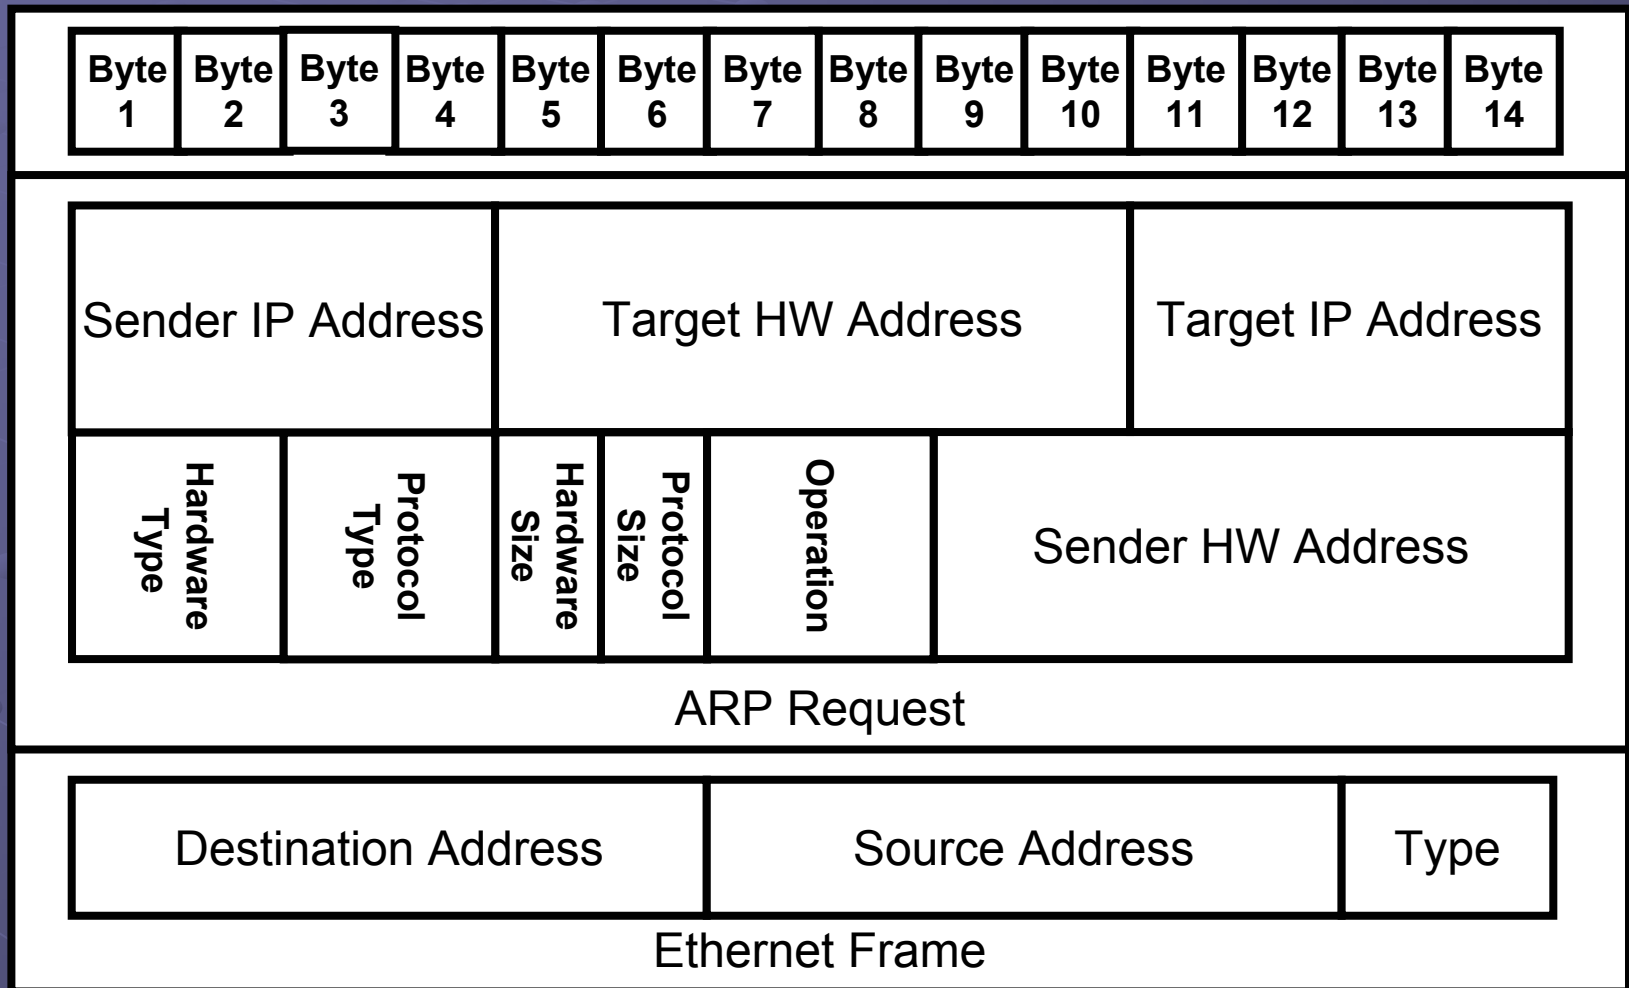 Byte 1
Byte 2
Byte 3
Byte 4
Byte 5
Byte 6
Byte 7
Byte 8
Byte 9
Byte 10
Byte 11
Byte 12
Byte 13
Byte 14
Sender IP Address
Target HW Address
Target IP Address
Hardware
Type
Protocol
Type
Hardware
Size
Protocol
Size
Operation
Sender HW Address
ARP Request
Destination Address
Source Address
Type
Ethernet Frame